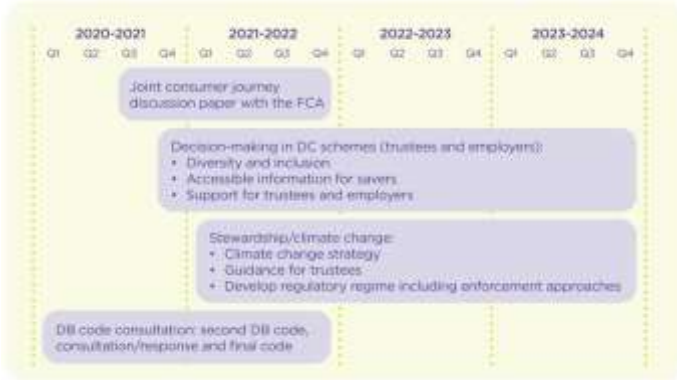 2020-2021 2021-2022 2022-2023 2023-2024
Q1 Q2 Q3 Q4 Q1 Q2 Q3 Q4 Q1 Q2 Q3 Q4 Q1 Q2 Q3 Q4
Joint consumer journey
discussion paper with the FCA
Decision-making in DC schemes (trustees and employers):
• Diversity and inclusion
• Accessible information for savers
• Support for trustees and employers
Stewardship/climate change:
• Climate change strategy
• Guidance for trustees
• Develop regulatory regime including enforcement approaches
DB code consultation: second DB code,
consultation/response and final code